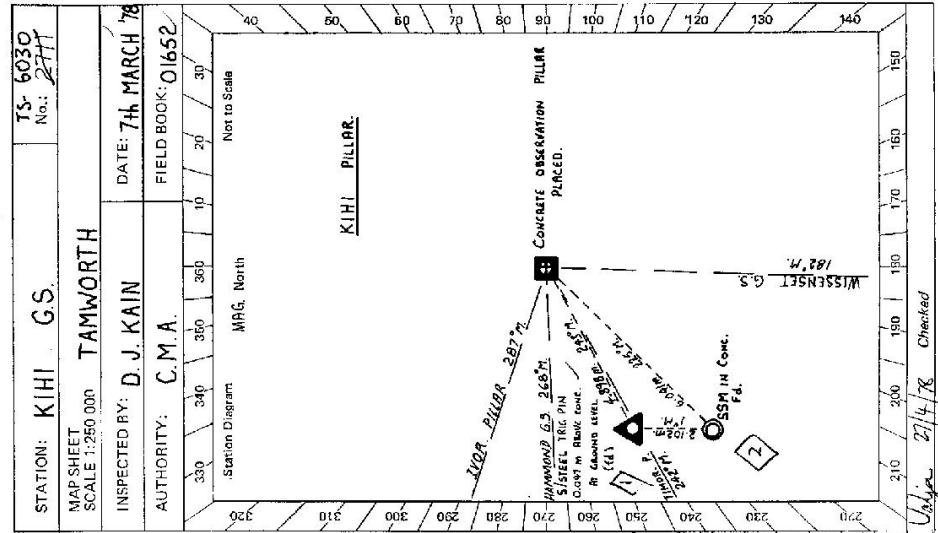 STATION: KIHI G.S.
TS- 6030
No.: 2711
MAP SHEET
SCALE 1:250 000 TAMWORTH
INSPECTED BY: D. J. KAIN
DATE: 7th MARCH '78
AUTHORITY: C.M.A.
FIELD BOOK: 01652
330 340 350 360 10 20 30
Station Diagram
MAG. North
Not to Scale
320 310 300 290 280 270 260 250 240 230 220
40 50 60 70 80 90 100 110 120 130 140
KIHI PILLAR.
IVOR PILLAR 287°M.
HAMMOND G.S. 268°M.
CONCRETE OBSERVATION PILLAR
PLACED.
S/STEEL TRIG PIN
0.097 M ABOVE CONC.
AT GROUND LEVEL
(Fd)
4.898M.
1
TIMOR. P.
242°M.
2.102M.
SSM IN CONC.
Fd.
2
WISSENSET G.S
182°M.
210 200 190 180 170 160 150
27/4/78 Checked